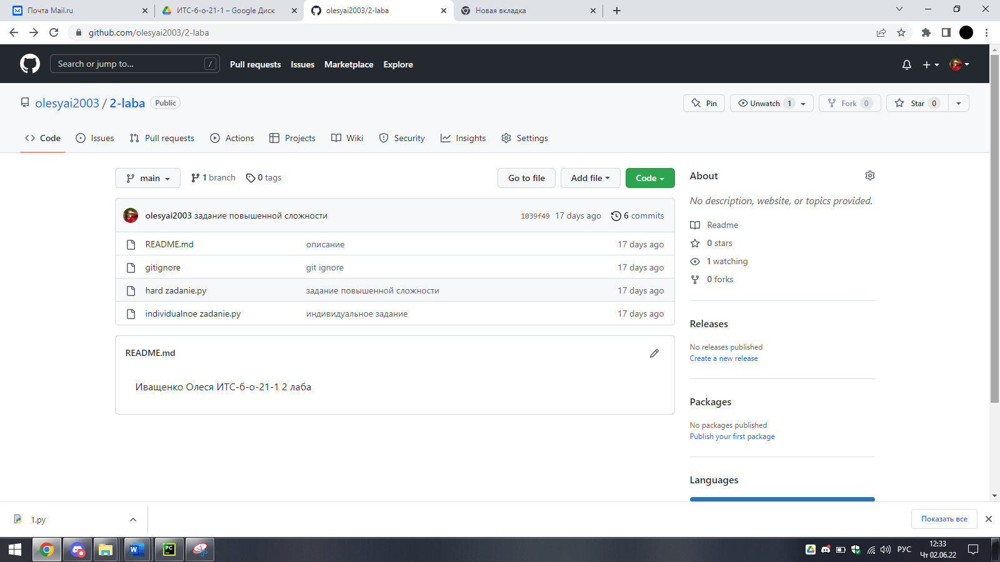 Почта Mail.ru
ИТС-б-о-21-1 – Google Диск
olesyai2003/2-laba
Новая вкладка
github.com/olesyai2003/2-laba
Search or jump to...
/
Pull requests
Issues
Marketplace
Explore
olesyai2003 / 2-laba
Public
Pin
Unwatch 1
Fork 0
Star 0
Code
Issues
Pull requests
Actions
Projects
Wiki
Security
Insights
Settings
main
1 branch
0 tags
Go to file
Add file
Code
olesyai2003 задание повышенной сложности
1039f49 17 days ago
6 commits
README.md описание 17 days ago
gitignore git ignore 17 days ago
hard zadanie.py задание повышенной сложности 17 days ago
individualnoe zadanie.py индивидуальное задание 17 days ago
README.md
Иващенко Олеся ИТС-б-о-21-1 2 лаба
About
No description, website, or topics provided.
Readme
0 stars
1 watching
0 forks
Releases
No releases published
Create a new release
Packages
No packages published
Publish your first package
Languages
1.py
Показать все
W
PC
РУС
12:33
Чт 02.06.22